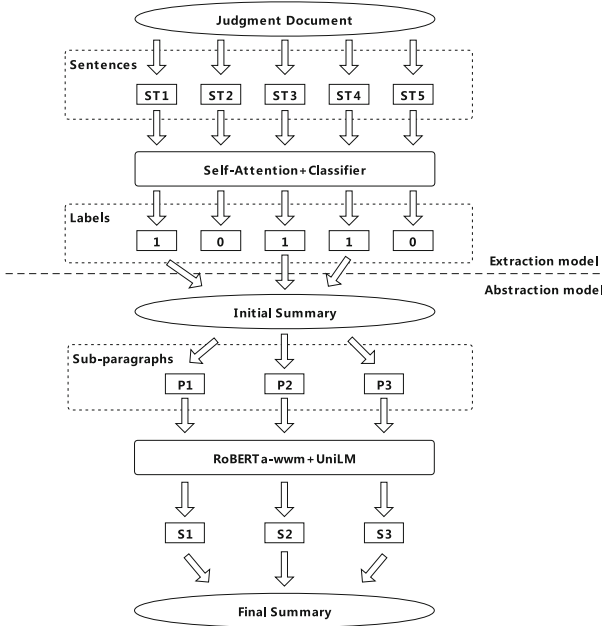 Judgment Document
Sentences
ST1 ST2 ST3 ST4 ST5
Self-Attention+Classifier
Labels
1 0 1 1 0
Extraction model
Abstraction model
Initial Summary
Sub-paragraphs
P1 P2 P3
RoBERTa-wwm+UniLM
S1 S2 S3
Final Summary